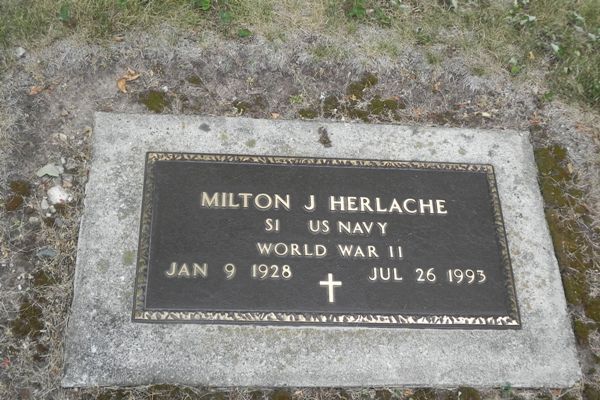 MILTON J HERLACHE
S1 US NAVY
WORLD WAR II
JAN 9 1928 JUL 26 1993